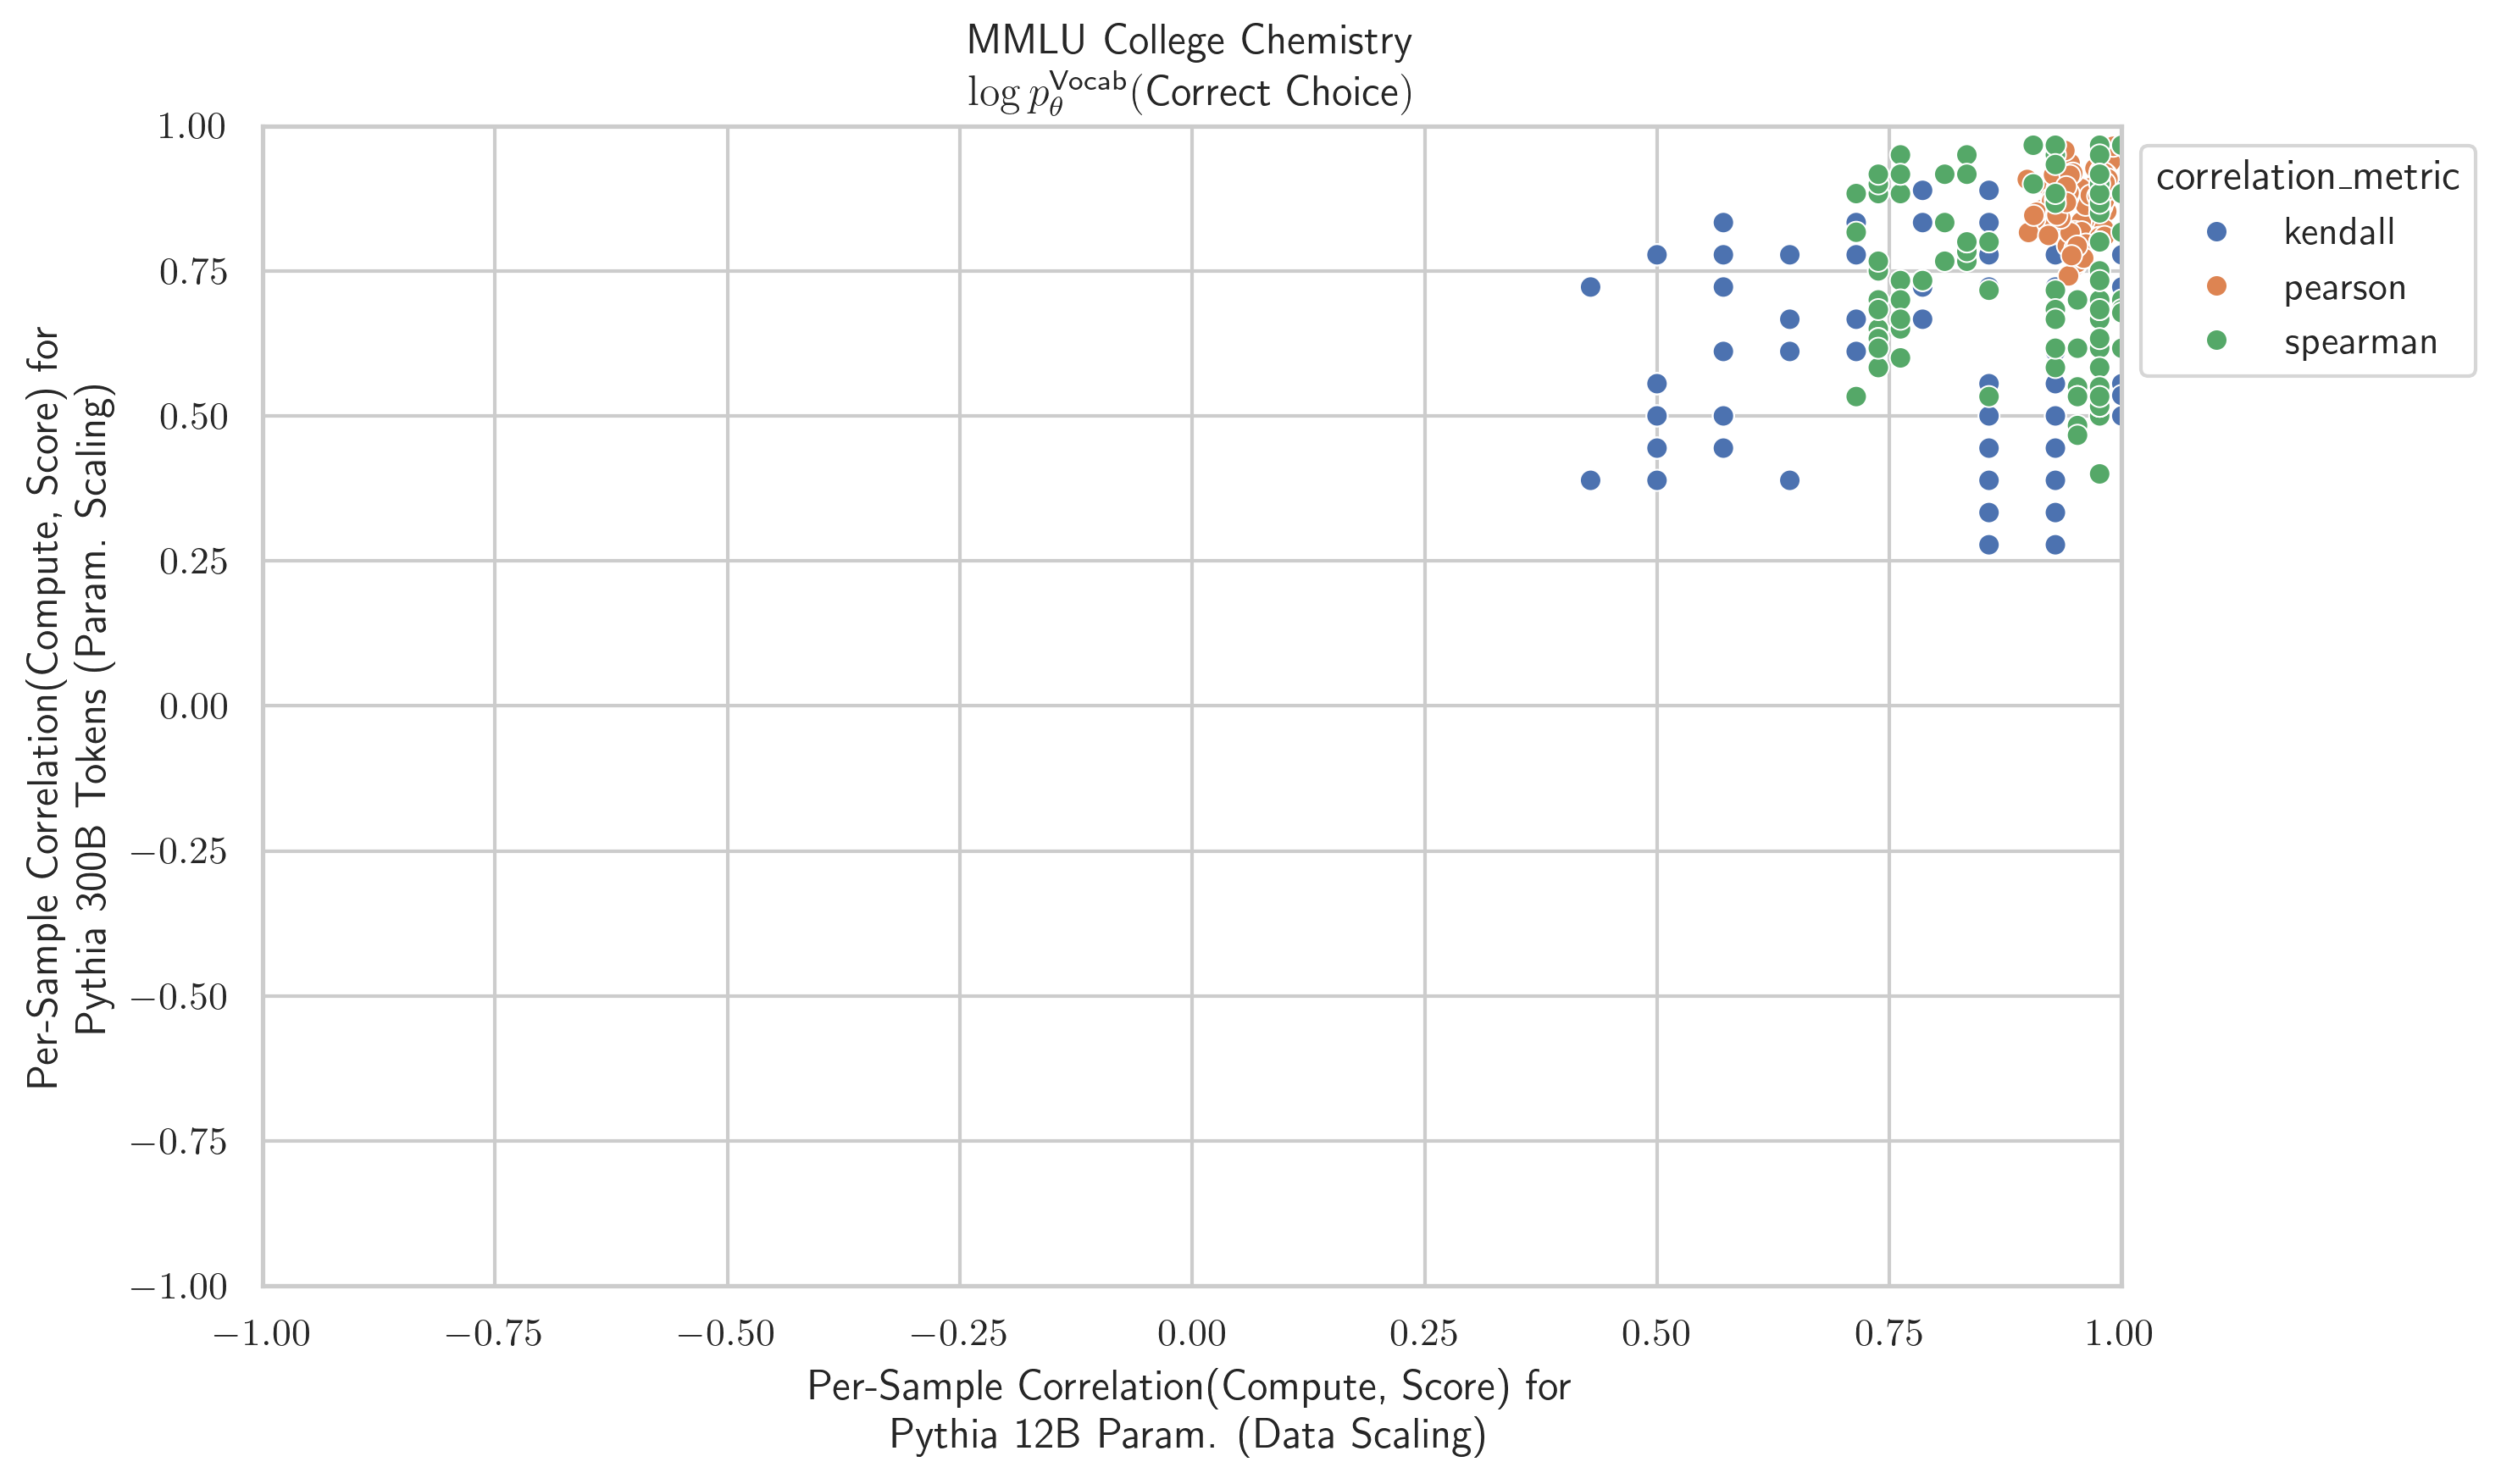 MMLU College Chemistry
log p_θ^Vocab(Correct Choice)
1.00
0.75
0.50
0.25
0.00
−0.25
−0.50
−0.75
−1.00
Per-Sample Correlation(Compute, Score) for
Pythia 300B Tokens (Param. Scaling)
correlation_metric
kendall
pearson
spearman
−1.00 −0.75 −0.50 −0.25 0.00 0.25 0.50 0.75 1.00
Per-Sample Correlation(Compute, Score) for
Pythia 12B Param. (Data Scaling)